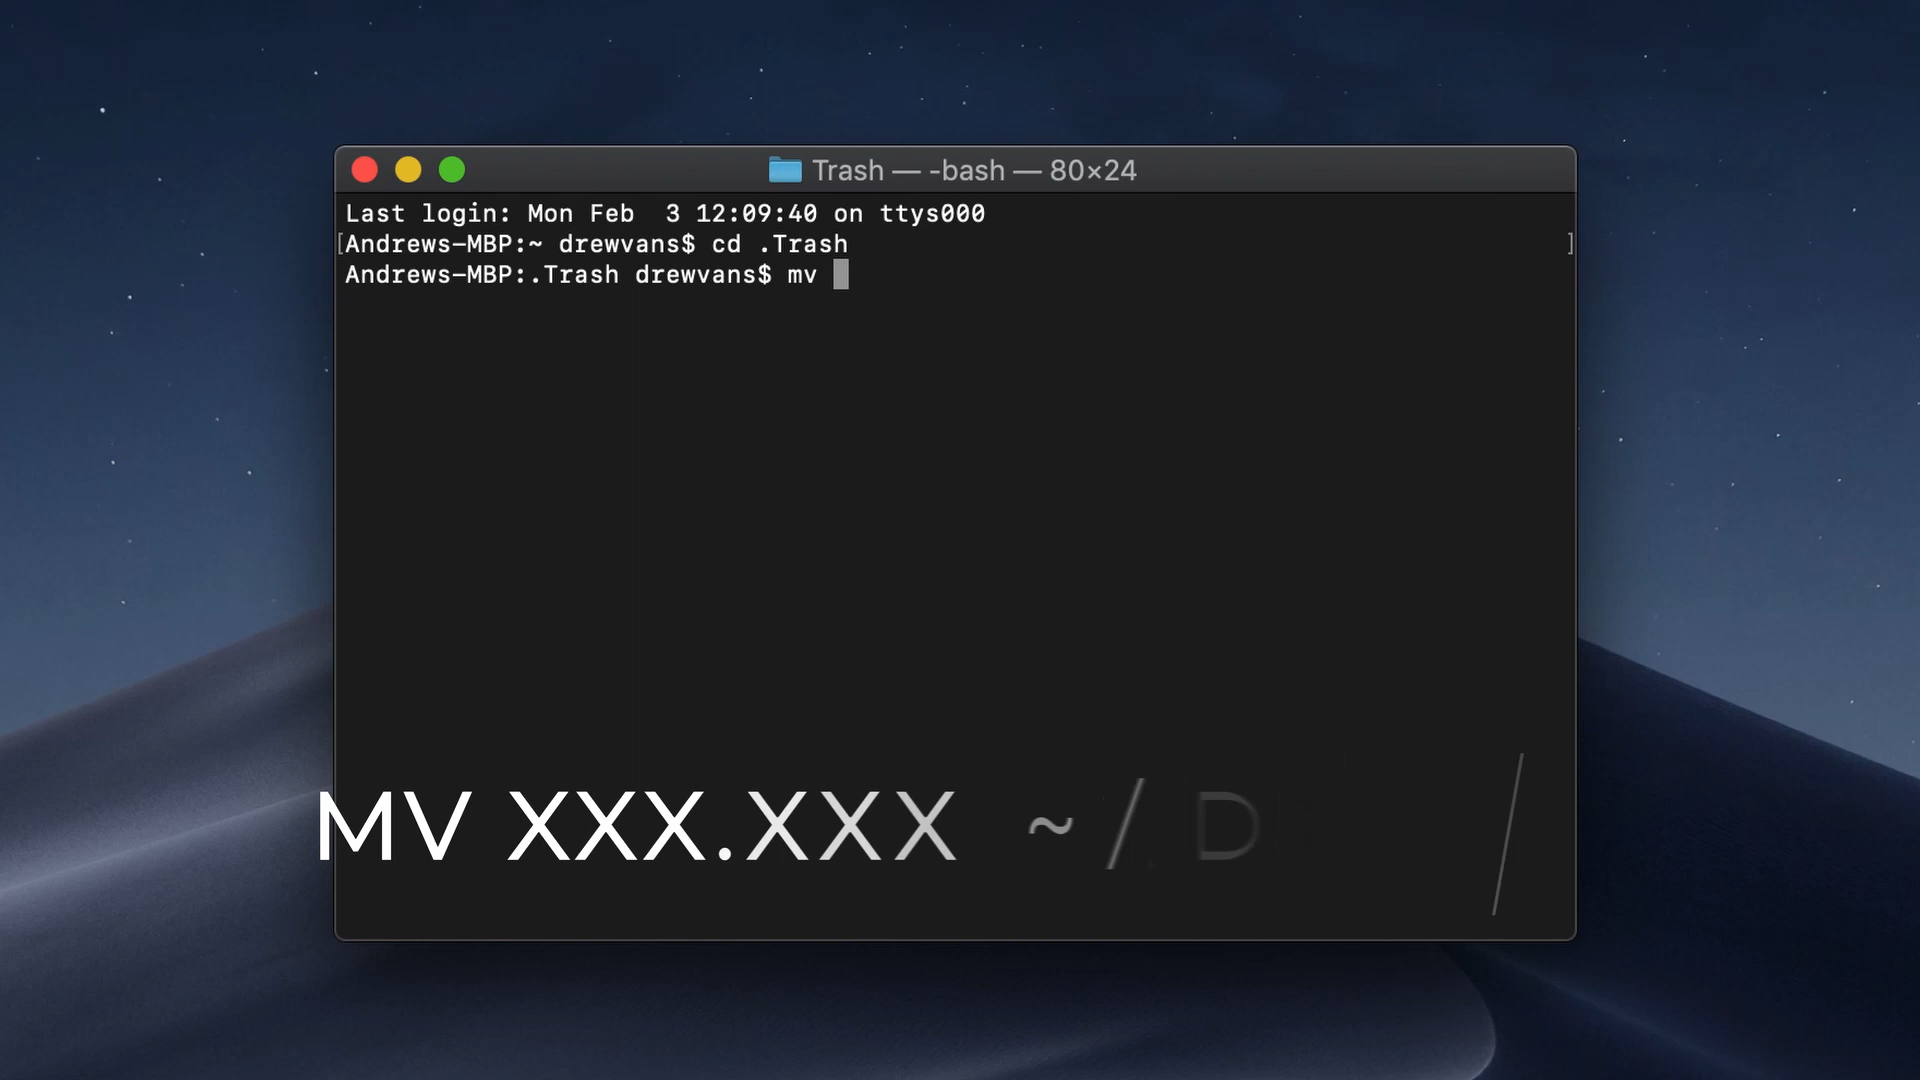 Trash — -bash — 80×24
Last login: Mon Feb  3 12:09:40 on ttys000
[Andrews-MBP:~ drewvans$ cd .Trash ]
Andrews-MBP:.Trash drewvans$ mv
MV XXX.XXX ~/D /